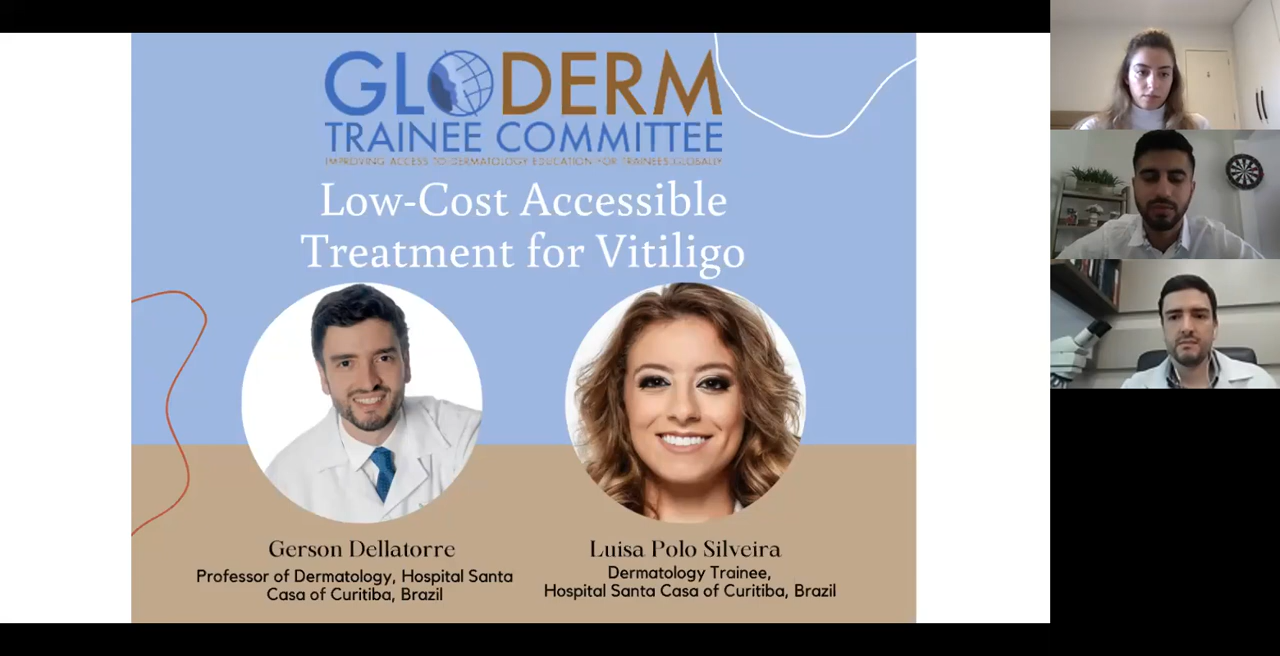 GLODERM
TRAINEE COMMITTEE
IMPROVING ACCESS TO DERMATOLOGY EDUCATION FOR TRAINEES GLOBALLY
Low-Cost Accessible
Treatment for Vitiligo
Gerson Dellatorre
Professor of Dermatology, Hospital Santa
Casa of Curitiba, Brazil
Luisa Polo Silveira
Dermatology Trainee,
Hospital Santa Casa of Curitiba, Brazil